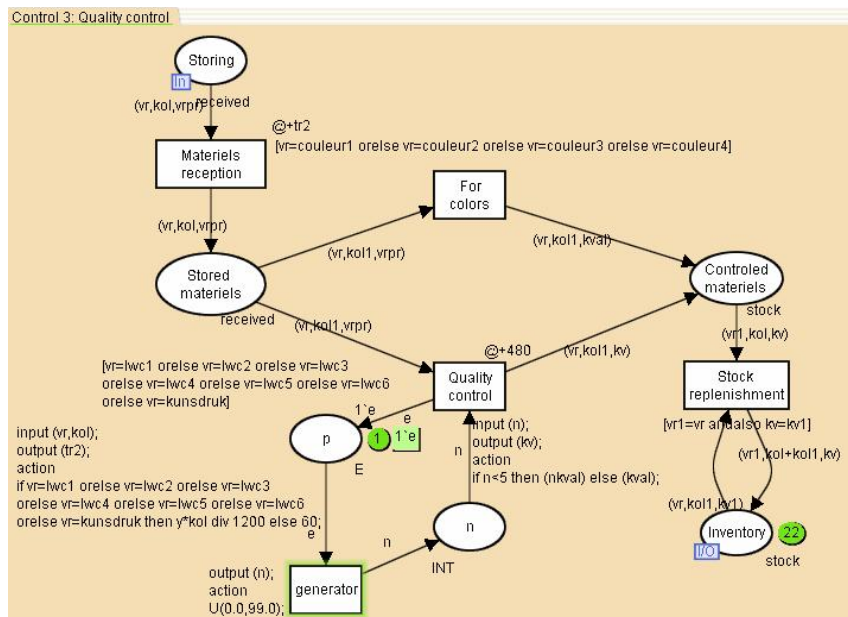 Control 3: Quality control
Storing
In
received
(vr,kol,vrpr)
@+tr2
[vr=couleur1 orelse vr=couleur2 orelse vr=couleur3 orelse vr=couleur4]
Materiels
reception
For
colors
(vr,kol,vrpr)
(vr,kol1,vrpr)
(vr,kol1,kval)
Stored
materiels
received
Controled
materiels
stock
(vr,kol1,vrpr)
(vr1,kol,kv)
@+480
(vr,kol1,kv)
[vr=lwc1 orelse vr=lwc2 orelse vr=lwc3
orelse vr=lwc4 orelse vr=lwc5 orelse vr=lwc6
orelse vr=kunsdruk]
Quality
control
Stock
replenishment
[vr1=vr andalso kv=kv1]
1`e
e
p
1
1`e
E
input (vr,kol);
output (tr2);
action
if vr=lwc1 orelse vr=lwc2 orelse vr=lwc3
orelse vr=lwc4 orelse vr=lwc5 orelse vr=lwc6
orelse vr=kunsdruk then y*kol div 1200 else 60;
input (n);
output (kv);
action
if n<5 then (nkval) else (kval);
n
(vr1,kol+kol1,kv)
(vr,kol1,kv1)
e
n
n
INT
Inventory
22
I/O
stock
output (n);
action
U(0.0,99.0);
generator